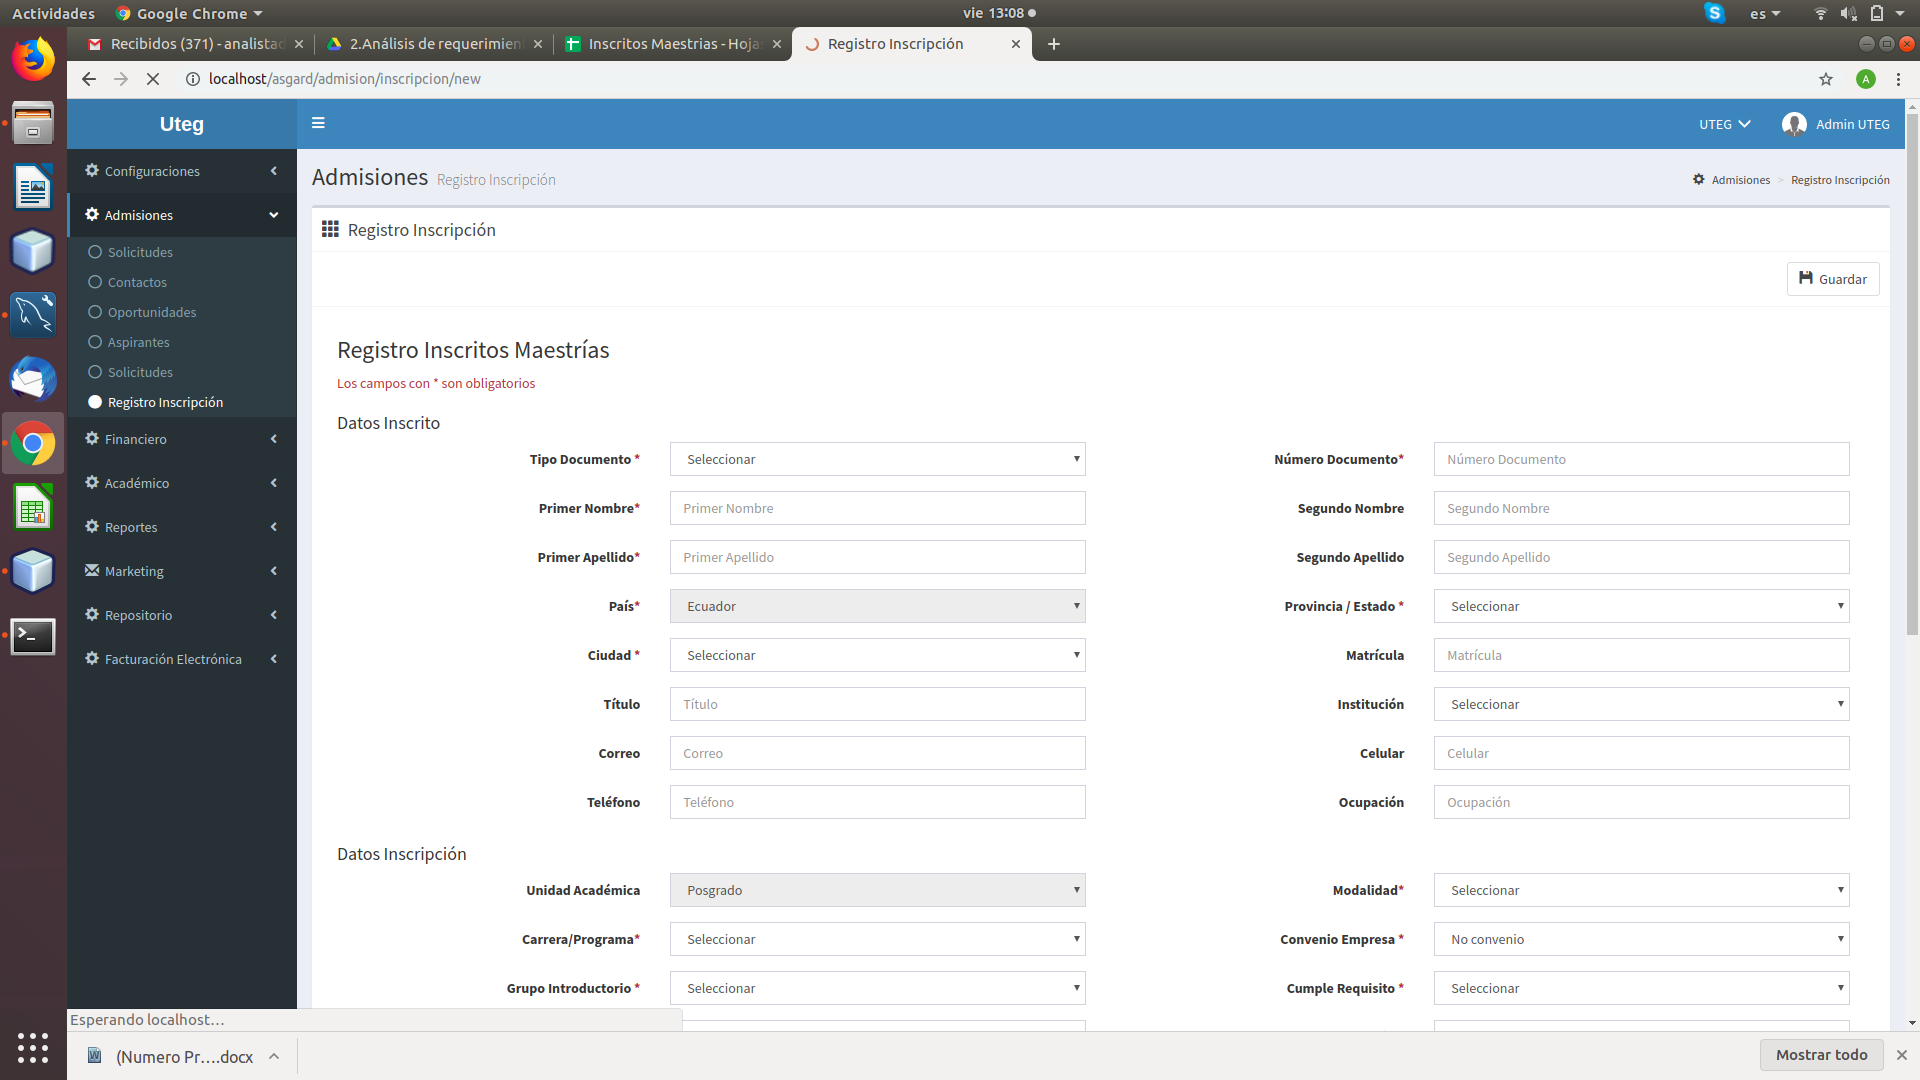 Actividades
Google Chrome
vie 13:08
es
Recibidos (371) - analistad
2.Análisis de requerimien
Inscritos Maestrias - Hojas
Registro Inscripción
localhost/asgard/admision/inscripcion/new
A
Uteg
UTEG
Admin UTEG
Configuraciones
Admisiones
Solicitudes
Contactos
Oportunidades
Aspirantes
Solicitudes
Registro Inscripción
Financiero
Académico
Reportes
Marketing
Repositorio
Facturación Electrónica
Admisiones Registro Inscripción
Admisiones > Registro Inscripción
Registro Inscripción
Guardar
Registro Inscritos Maestrías
Los campos con * son obligatorios
Datos Inscrito
Tipo Documento * Seleccionar
Número Documento* Número Documento
Primer Nombre* Primer Nombre
Segundo Nombre Segundo Nombre
Primer Apellido* Primer Apellido
Segundo Apellido Segundo Apellido
País* Ecuador
Provincia / Estado * Seleccionar
Ciudad * Seleccionar
Matrícula Matrícula
Título Título
Institución Seleccionar
Correo Correo
Celular Celular
Teléfono Teléfono
Ocupación Ocupación
Datos Inscripción
Unidad Académica Posgrado
Modalidad* Seleccionar
Carrera/Programa* Seleccionar
Convenio Empresa * No convenio
Grupo Introductorio * Seleccionar
Cumple Requisito * Seleccionar
Esperando localhost...
(Numero Pr....docx
Mostrar todo